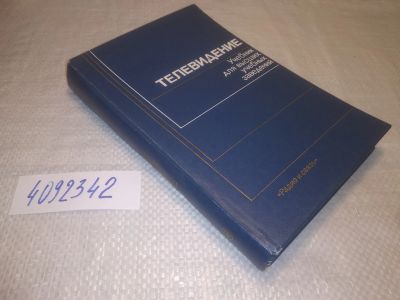 ТЕЛЕВИДЕНИЕ
Учебник
для высших
учебных
заведений
«Радио и связь»
4092342